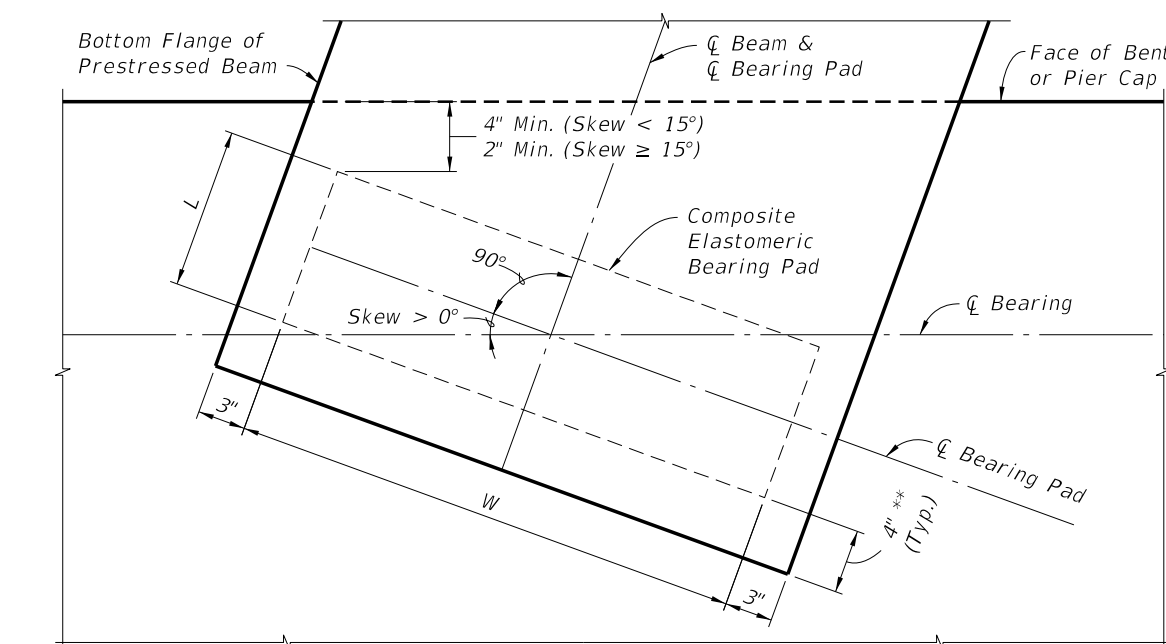 Bottom Flange of
Prestressed Beam
℄ Beam &
℄ Bearing Pad
Face of Bent
or Pier Cap
4" Min. (Skew < 15°)
2" Min. (Skew ≥ 15°)
L
Composite
Elastomeric
Bearing Pad
90°
Skew > 0°
℄ Bearing
3"
W
℄ Bearing Pad
4" **
(Typ.)
3"